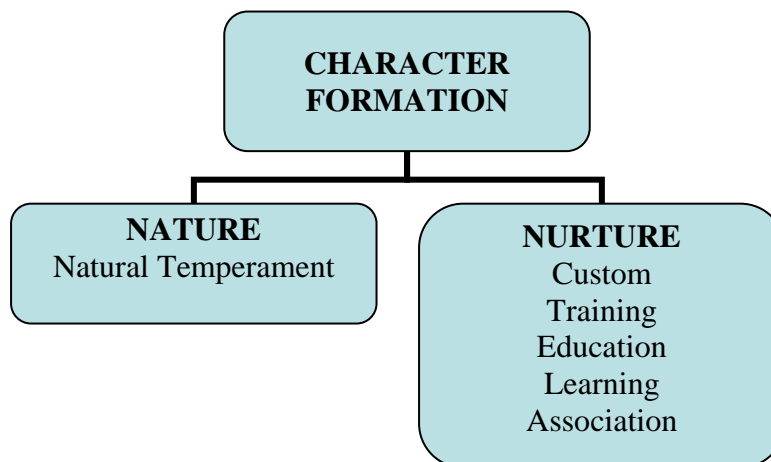 CHARACTER
FORMATION
NATURE
Natural Temperament
NURTURE
Custom
Training
Education
Learning
Association